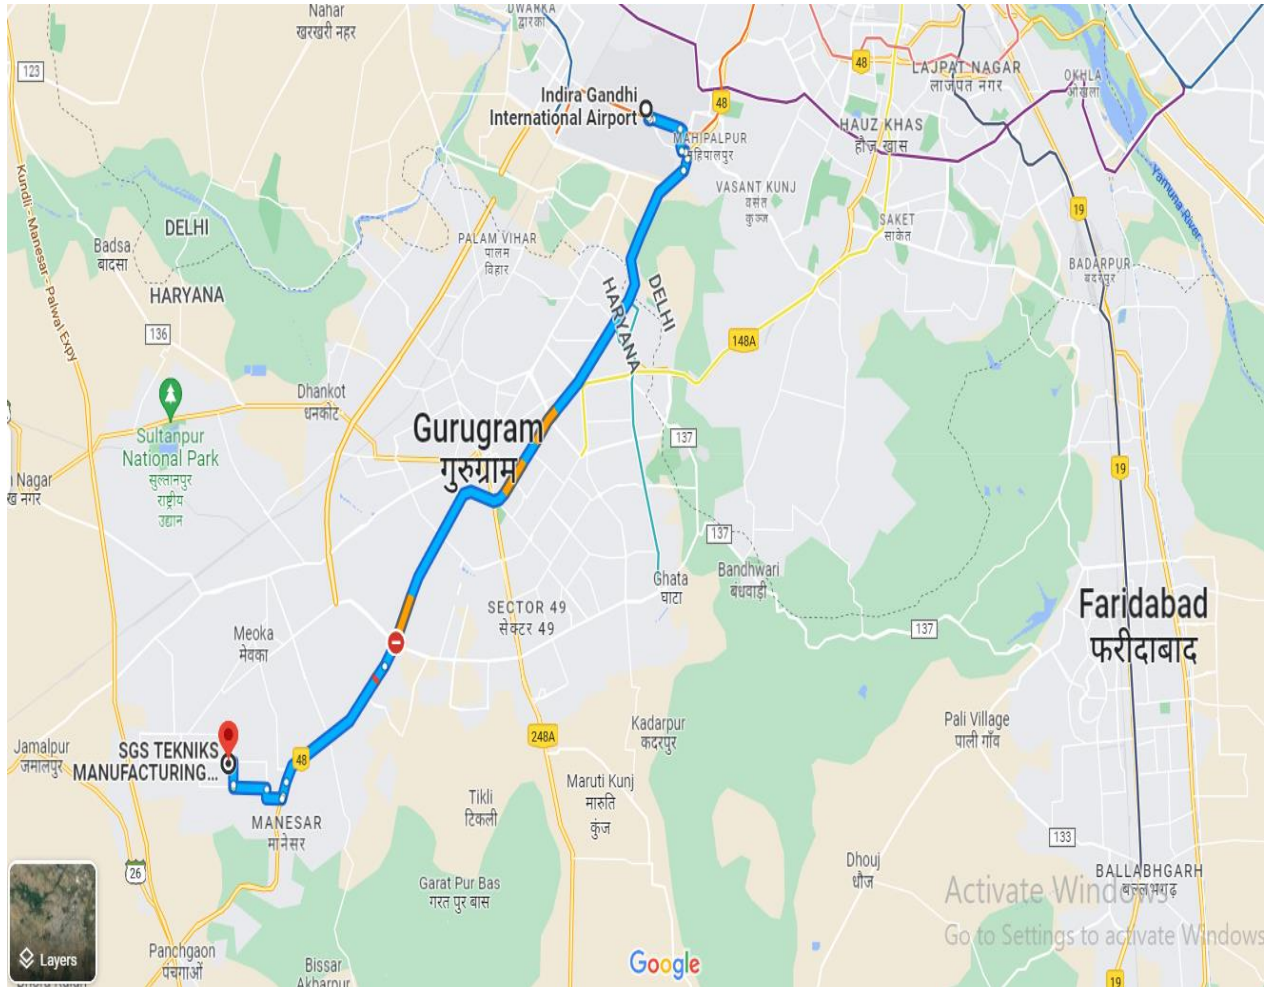 Nahar
खरखरी नहर
DWARKA
द्वारका
123
48
48
LAJPAT NAGAR
लाजपत नगर
OKHLA
ओखला
Indira Gandhi
International Airport
MAHIPALPUR
महिपालपुर
HAUZ KHAS
हौज़ खास
VASANT KUNJ
वसंत
कुञ्ज
SAKET
साकेत
19
Yamuna River
Kundli - Manesar - Palwal Expy
DELHI
Badsa
बादसा
HARYANA
PALAM VIHAR
पालम
विहार
DELHI
HARYANA
BADARPUR
बदरपुर
136
148A
Dhankot
धनकोट
Sultanpur
National Park
सुल्तानपुर
राष्ट्रीय
उद्यान
Gurugram
गुरुग्राम
137
19
Nagar
नगर
137
Bandhwari
बंधवाड़ी
Ghata
घाटा
SECTOR 49
सेक्टर 49
Faridabad
फरीदाबाद
137
Meoka
मेवका
Kadarpur
कदरपुर
Pali Village
पाली गाँव
Jamalpur
जमालपुर
SGS TEKNIKS
MANUFACTURING...
48
248A
Maruti Kunj
मारुति
कुंज
Tikli
टिकली
MANESAR
मानेसर
133
26
Dhouj
धौज
BALLABHGARH
बल्लभगढ़
Garat Pur Bas
गरत पुर बास
Activate Windows
Go to Settings to activate Windows
Layers
Panchgaon
पंचगाओं
Bissar
Akbarpur
Google
19